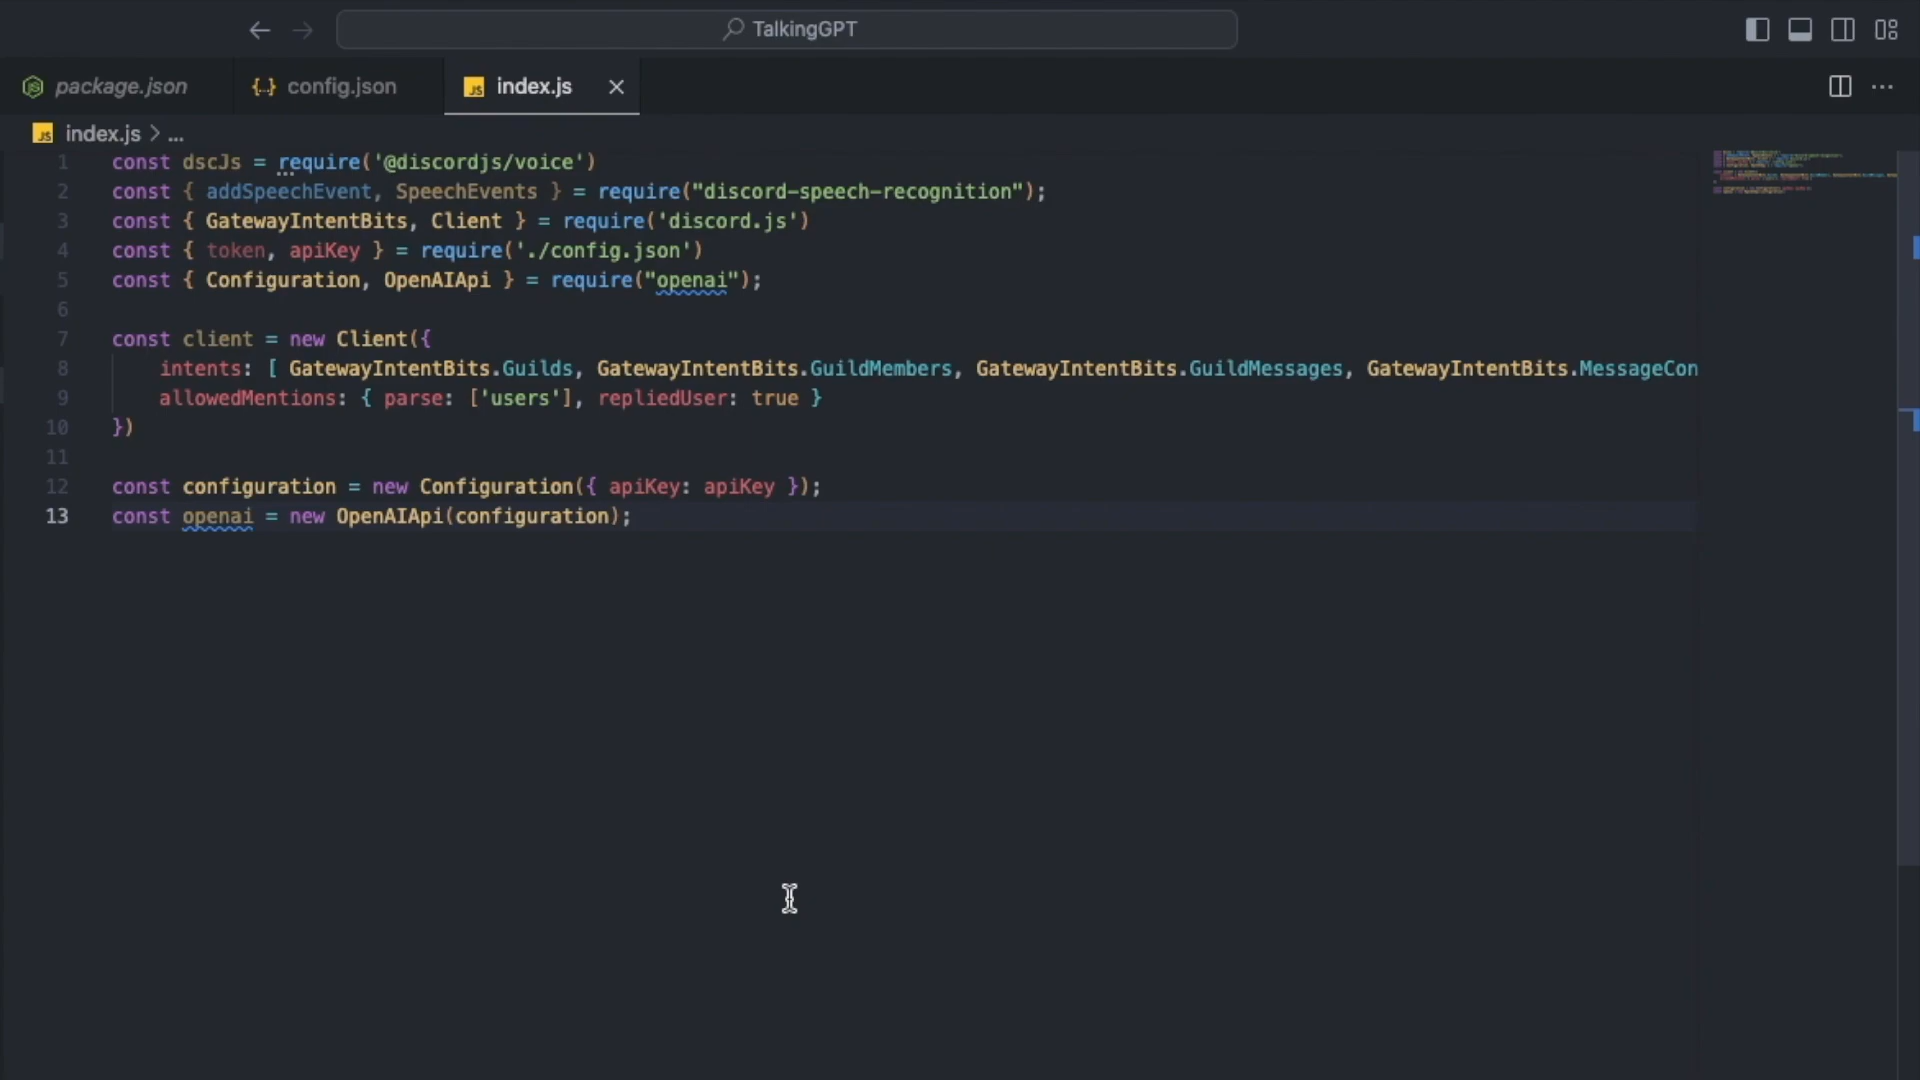 TalkingGPT
package.json
{..} config.json
JS index.js
JS index.js > ...
1 const dscJs = require('@discordjs/voice')
2 const { addSpeechEvent, SpeechEvents } = require("discord-speech-recognition");
3 const { GatewayIntentBits, Client } = require('discord.js')
4 const { token, apiKey } = require('./config.json')
5 const { Configuration, OpenAIApi } = require("openai");
6
7 const client = new Client({
8 intents: [ GatewayIntentBits.Guilds, GatewayIntentBits.GuildMembers, GatewayIntentBits.GuildMessages, GatewayIntentBits.MessageCon
9 allowedMentions: { parse: ['users'], repliedUser: true }
10 })
11
12 const configuration = new Configuration({ apiKey: apiKey });
13 const openai = new OpenAIApi(configuration);